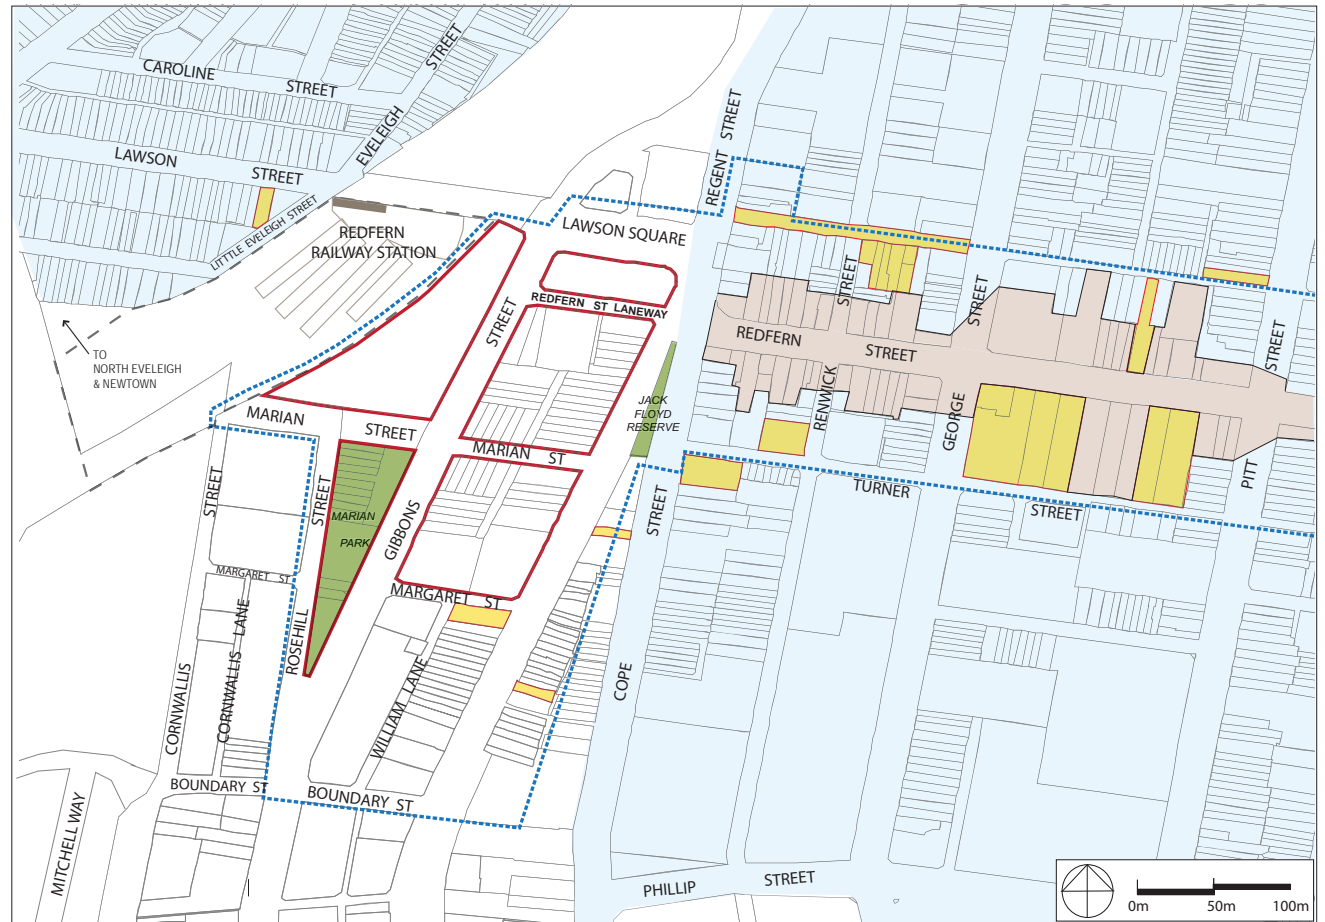 CAROLINE
STREET
STREET
EVELEIGH
LAWSON
STREET
LITTLE EVELEIGH STREET
REDFERN
RAILWAY STATION
REGENT
STREET
LAWSON SQUARE
REDFERN ST LANEWAY
STREET
STREET
STREET
STREET
REDFERN
STREET
RENWICK
GEORGE
PITT
TO
NORTH EVELEIGH
& NEWTOWN
JACK
FLOYD
RESERVE
MARIAN
STREET
MARIAN ST
STREET
STREET
MARIAN
PARK
GIBBONS
STREET
TURNER
STREET
MARGARET ST
MARGARET ST
CORNWALLIS
CORNWALLIS LANE
ROSEHILL
WILLIAM LANE
COPE
BOUNDARY ST
BOUNDARY ST
MITCHELL WAY
PHILLIP
STREET
0m
50m
100m